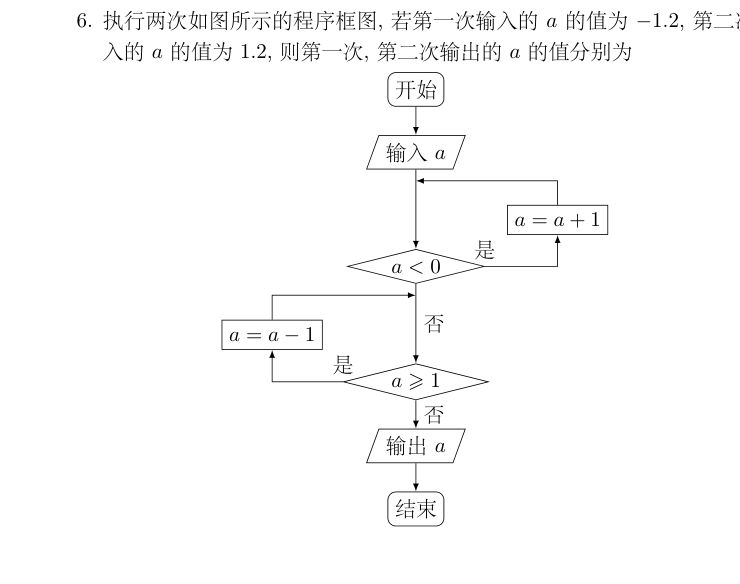 6. 执行两次如图所示的程序框图, 若第一次输入的 a 的值为 −1.2, 第二
入的 a 的值为 1.2, 则第一次, 第二次输出的 a 的值分别为
开始
输入 a
a = a + 1
是
a < 0
否
a = a − 1
是
a ⩾ 1
否
输出 a
结束